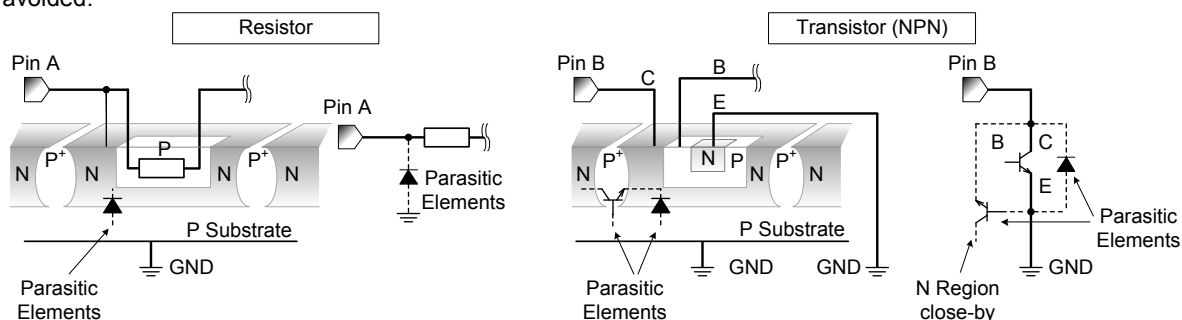 avoided.
Resistor
Transistor (NPN)
Pin A
Pin A
N
P+
N
P
N
P+
N
Parasitic
Elements
P Substrate
GND
Parasitic
Elements
Pin B
C
B
E
N
P+
N
N
P
N
P+
N
P Substrate
GND
GND
Parasitic
Elements
Pin B
B
C
E
Parasitic
Elements
GND
N Region
close-by